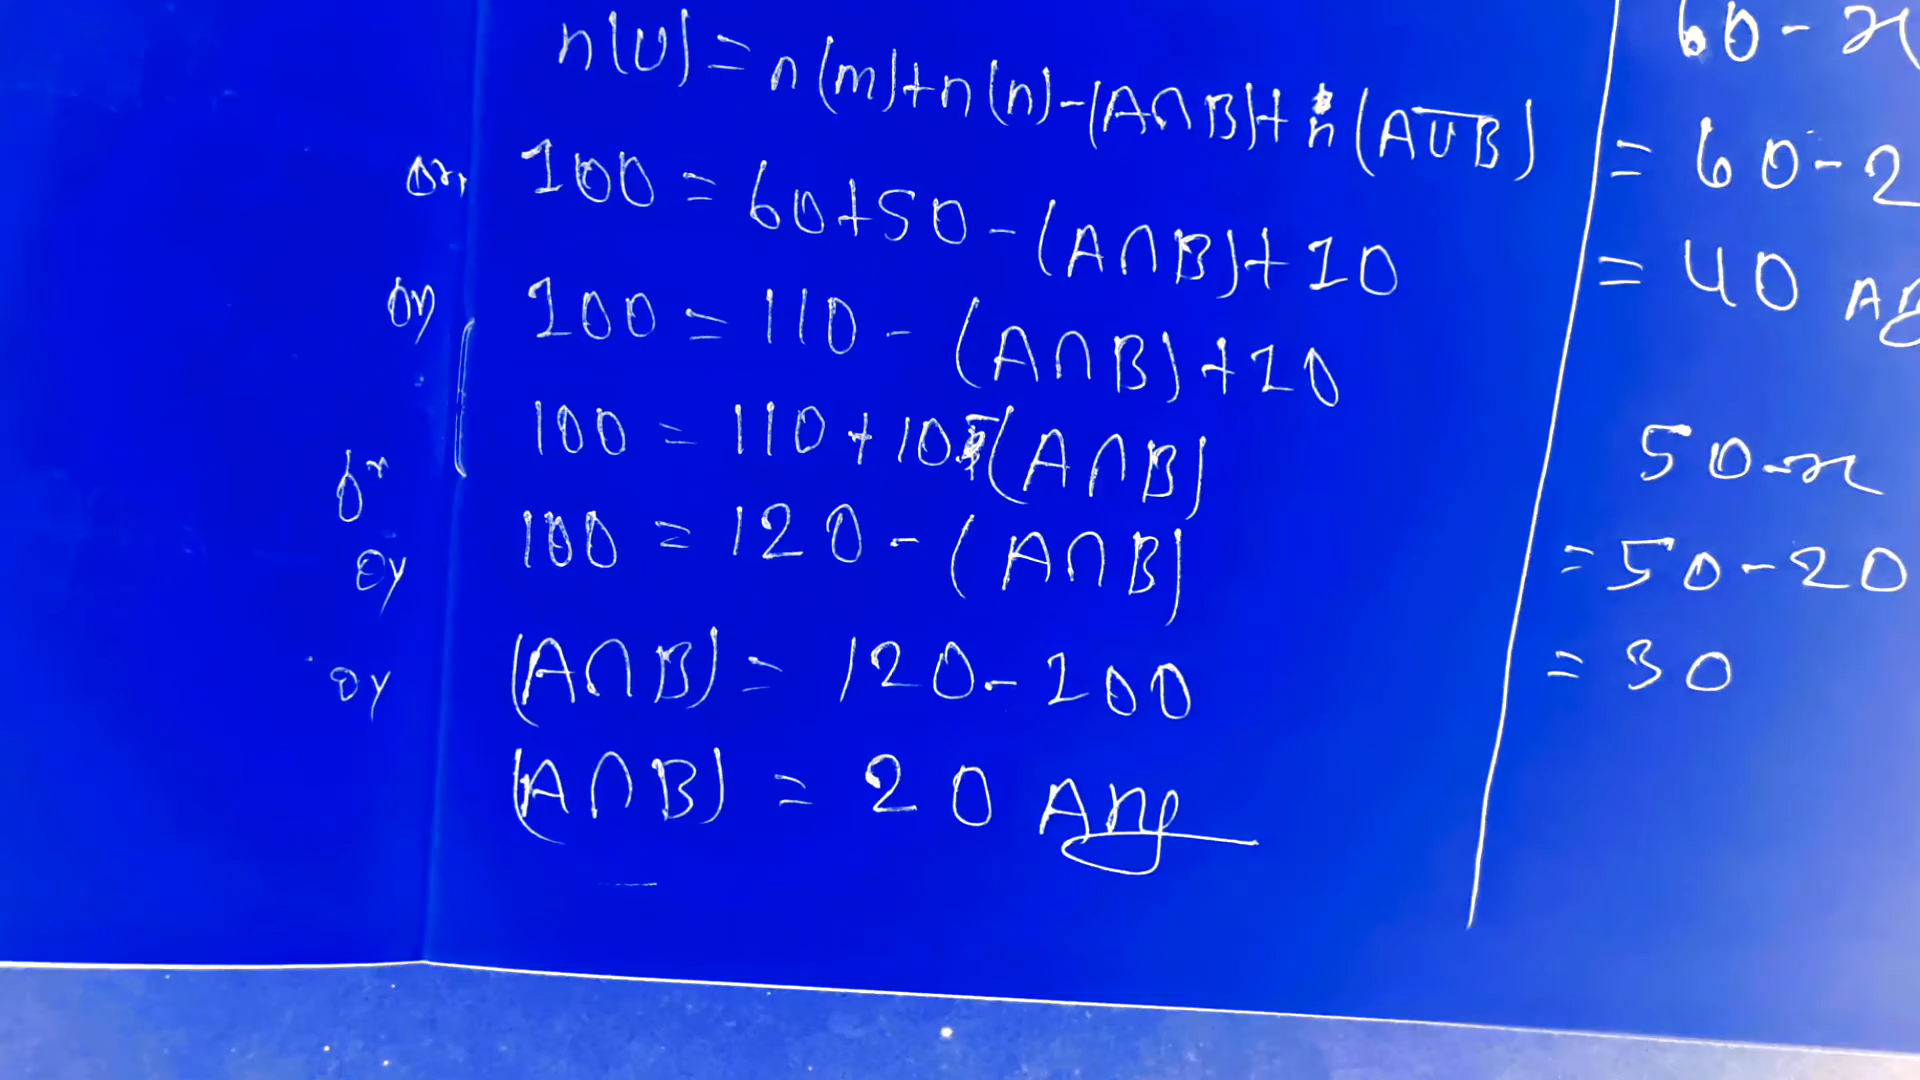 n(U) = n(m)+n(n)-(A∩B)+n(A̅U̅B̅)
or, 100 = 60+50-(A∩B)+10
or 100 = 110-(A∩B)+10
100 = 110+10-(A∩B)
or 100 = 120-(A∩B)
or (A∩B) = 120-100
(A∩B) = 20 Ans
60-x
= 60-2
= 40 An
50-x
= 50-20
= 30